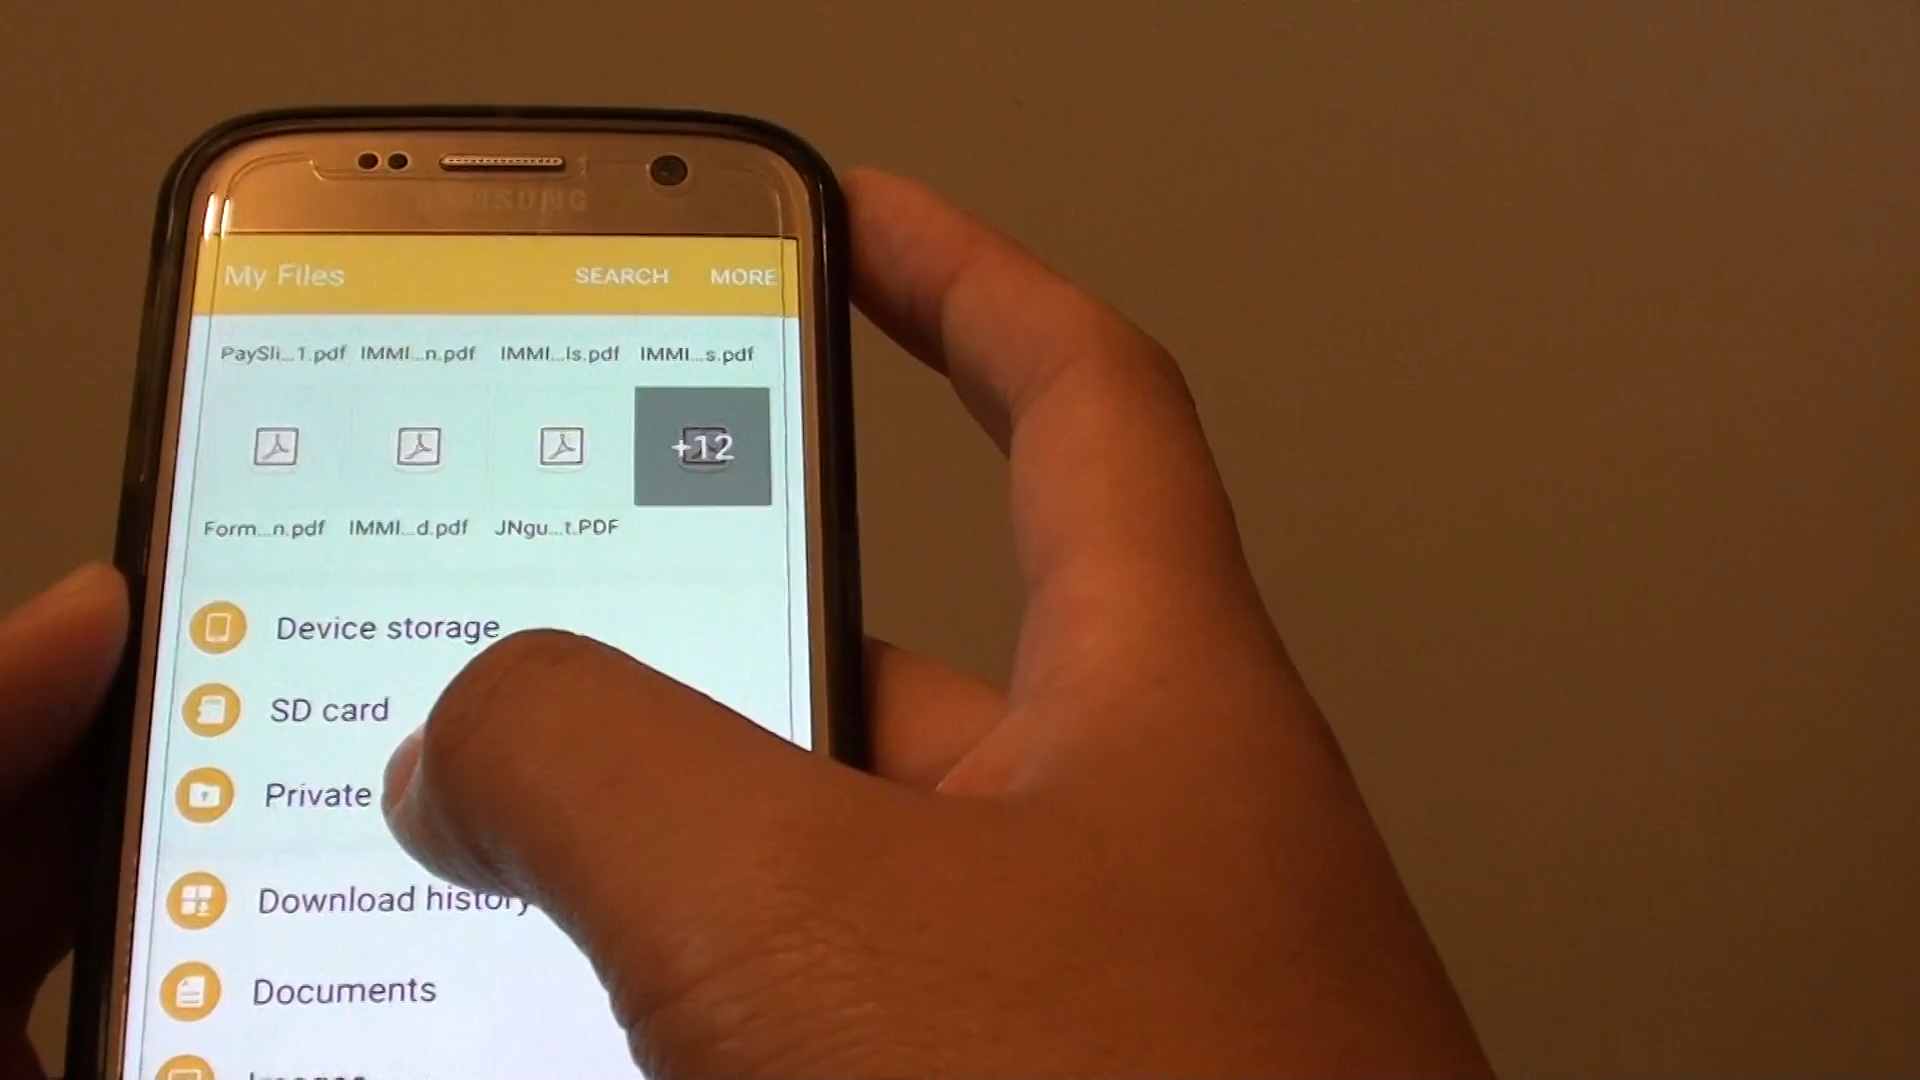 SAMSUNG
My Files SEARCH MORE
PaySli...1.pdf IMMI...n.pdf IMMI...ls.pdf IMMI...s.pdf
+12
Form...n.pdf IMMI...d.pdf JNgu...t.PDF
Device storage
SD card
Private
Download history
Documents
Images